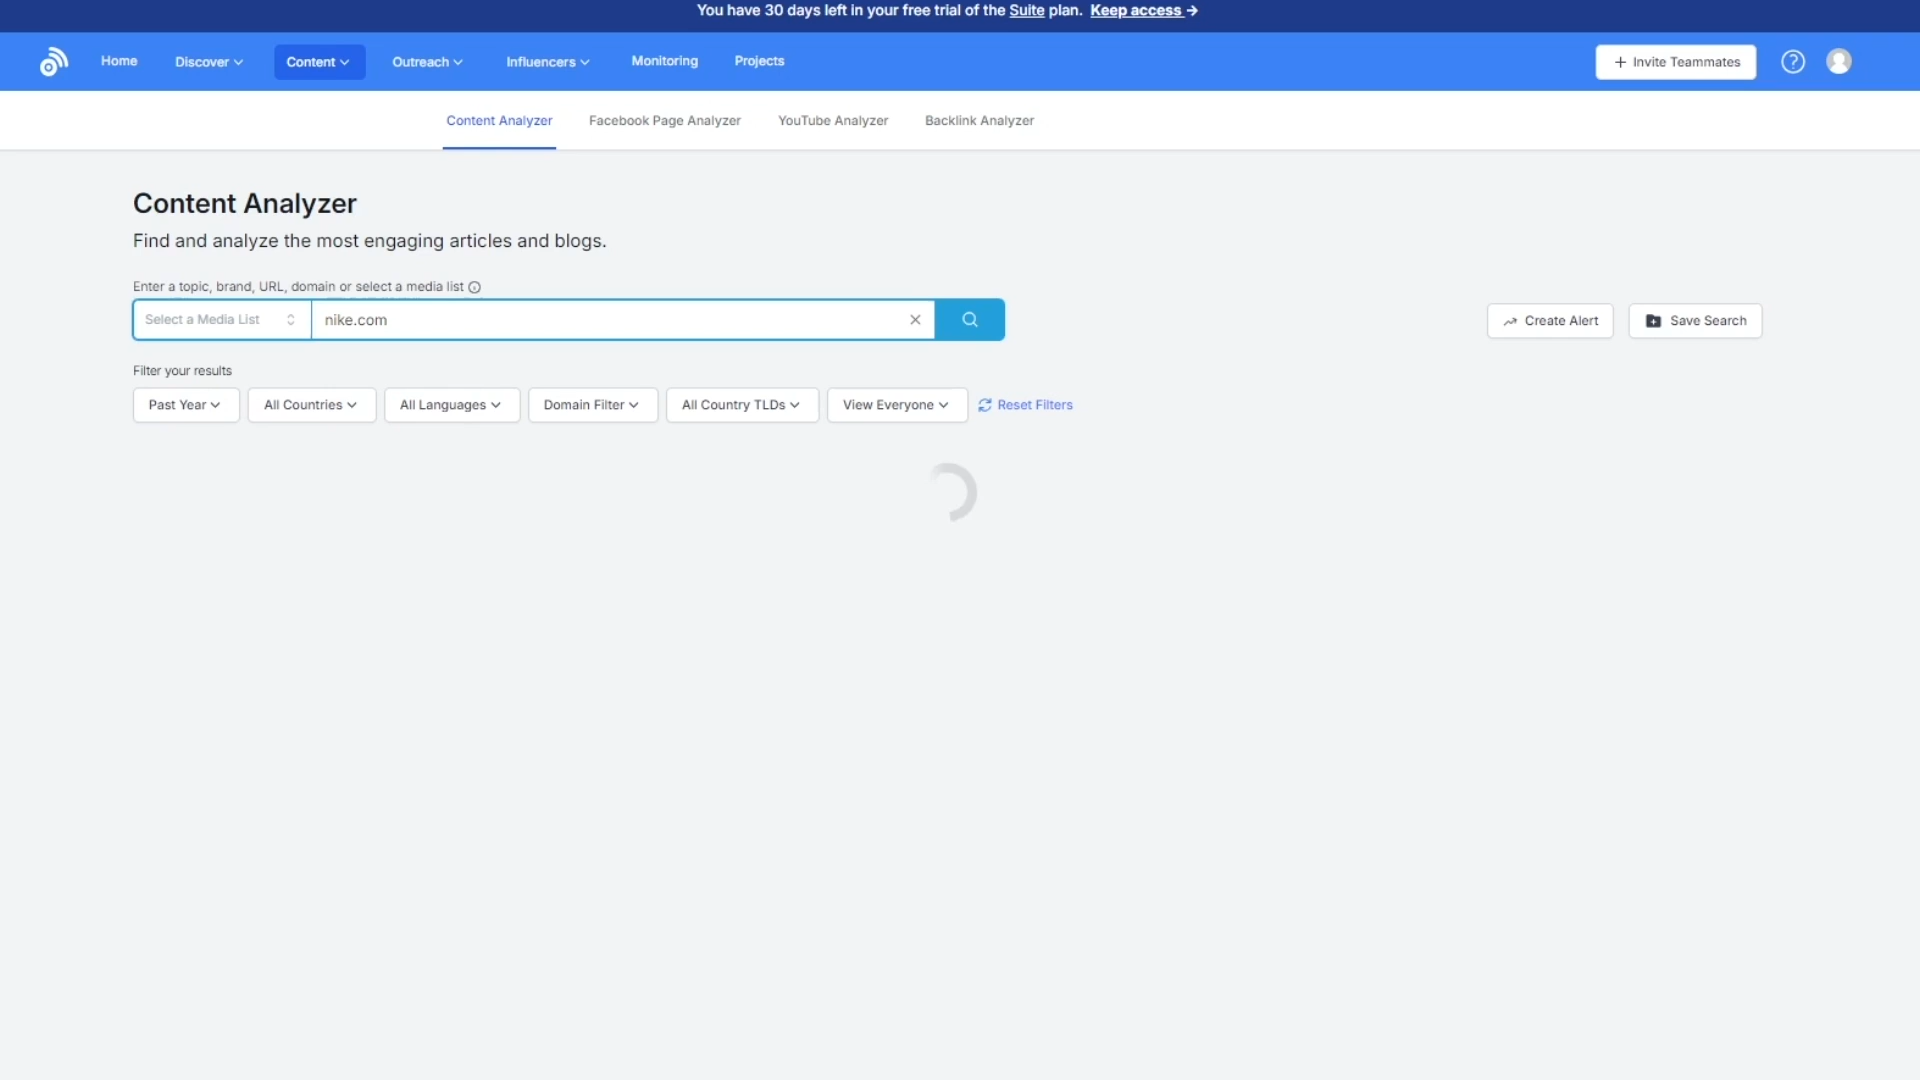 You have 30 days left in your free trial of the Suite plan. Keep access →
Home Discover Content Outreach Influencers Monitoring Projects + Invite Teammates ?
Content Analyzer Facebook Page Analyzer YouTube Analyzer Backlink Analyzer
Content Analyzer
Find and analyze the most engaging articles and blogs.
Enter a topic, brand, URL, domain or select a media list
Select a Media List nike.com Create Alert Save Search
Filter your results
Past Year All Countries All Languages Domain Filter All Country TLDs View Everyone Reset Filters